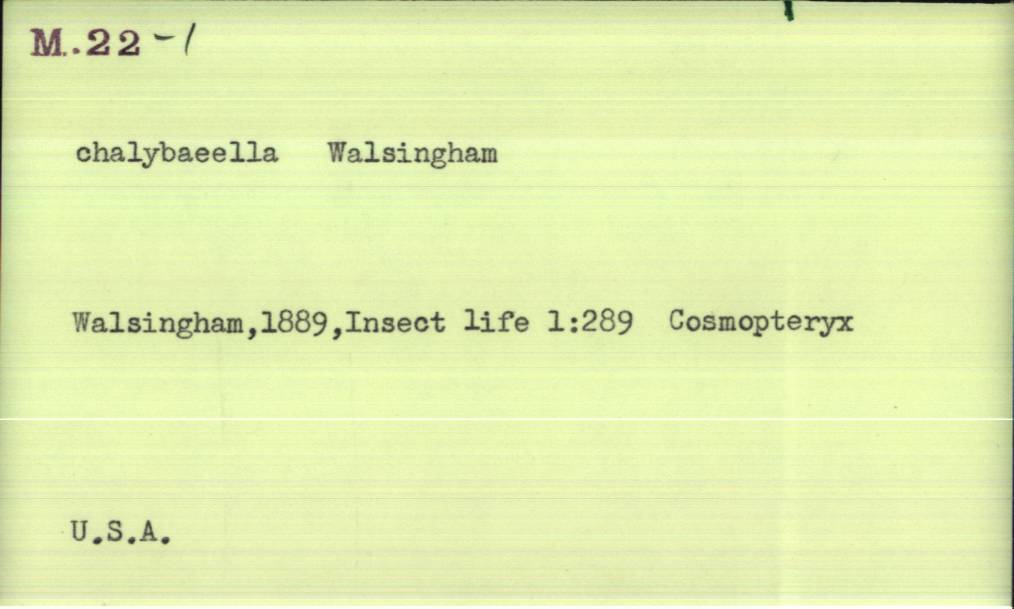 M.22-1
chalybaeella Walsingham
Walsingham,1889,Insect life 1:289 Cosmopteryx
U.S.A.